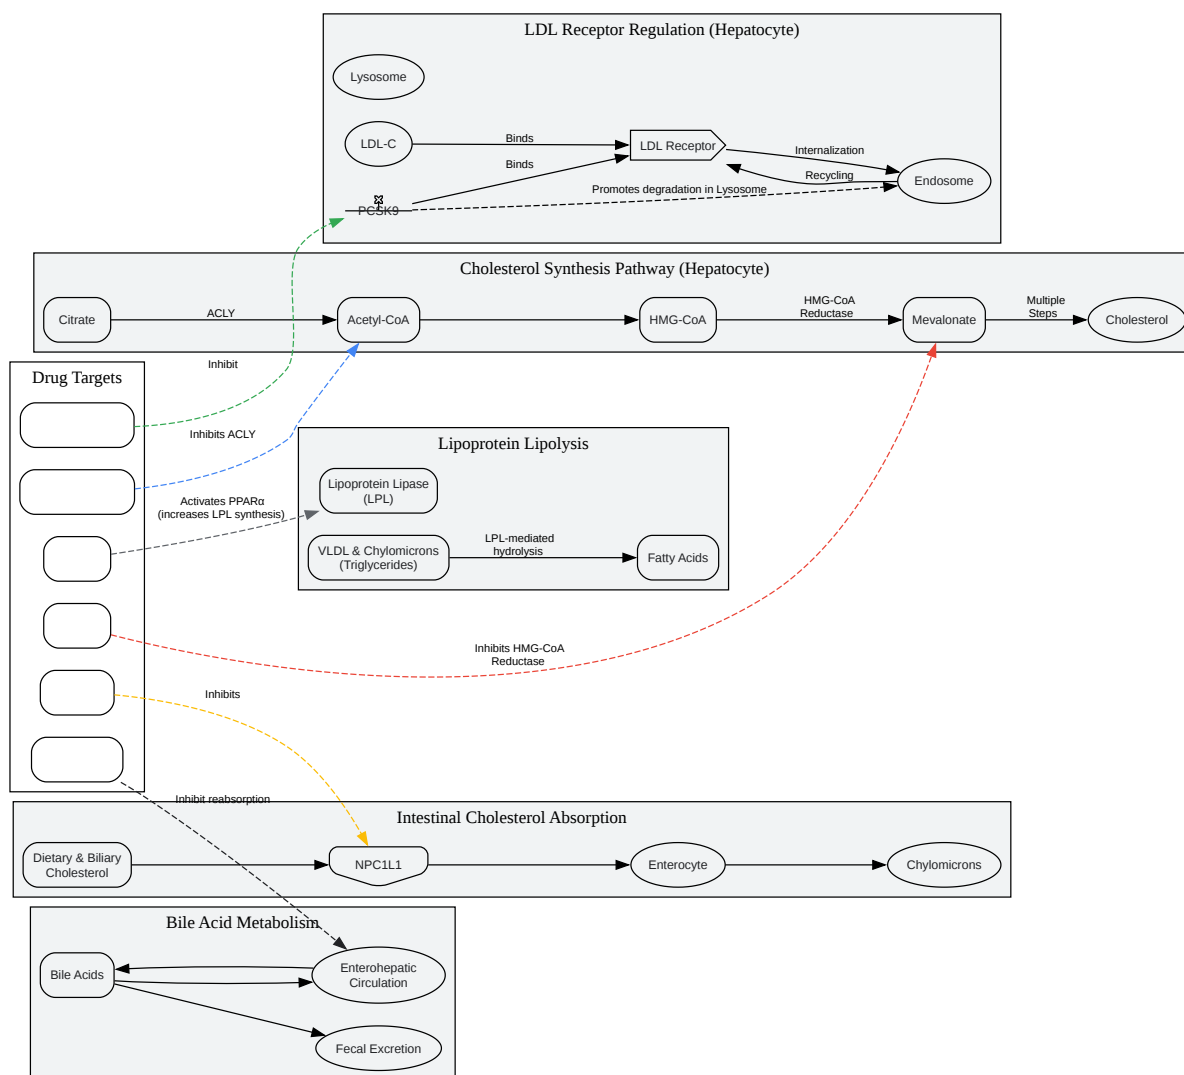 LDL Receptor Regulation (Hepatocyte)
Lysosome
LDL-C
Binds
LDL Receptor
Internalization
Binds
Recycling
Endosome
Promotes degradation in Lysosome
PCSK9
Cholesterol Synthesis Pathway (Hepatocyte)
Citrate
ACLY
Acetyl-CoA
HMG-CoA
HMG-CoA
Reductase
Mevalonate
Multiple
Steps
Cholesterol
Inhibit
Drug Targets
Inhibits ACLY
Activates PPARα
(increases LPL synthesis)
Lipoprotein Lipolysis
Lipoprotein Lipase
(LPL)
VLDL & Chylomicrons
(Triglycerides)
LPL-mediated
hydrolysis
Fatty Acids
Inhibits HMG-CoA
Reductase
Inhibits
Inhibit reabsorption
Intestinal Cholesterol Absorption
Dietary & Biliary
Cholesterol
NPC1L1
Enterocyte
Chylomicrons
Bile Acid Metabolism
Bile Acids
Enterohepatic
Circulation
Fecal Excretion